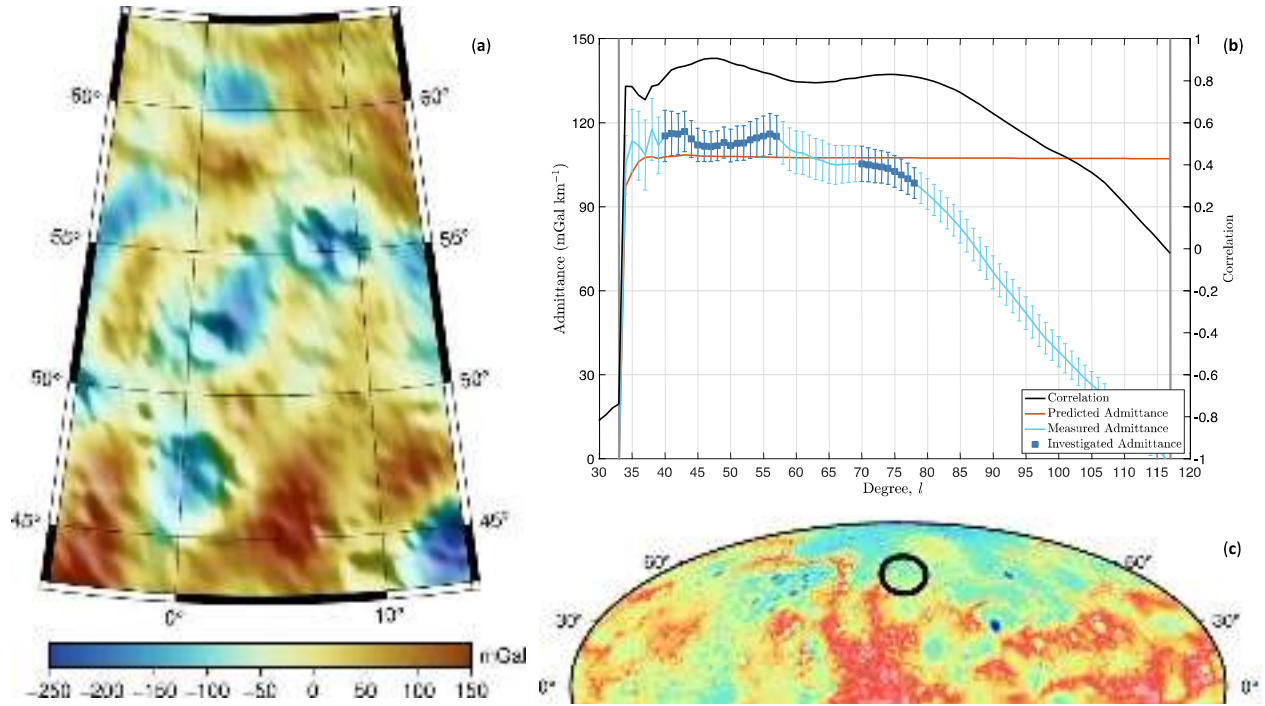 (a)
60°
60°
55°
55°
50°
50°
45°
45°
0°
10°
mGal
−250 −200 −150 −100 −50 0 50 100 150
(b)
150
120
90
60
30
0
Admittance (mGal km⁻¹)
1
0.8
0.6
0.4
0.2
0
-0.2
-0.4
-0.6
-0.8
-1
Correlation
Correlation
Predicted Admittance
Measured Admittance
Investigated Admittance
30 35 40 45 50 55 60 65 70 75 80 85 90 95 100 105 110 115 120
Degree, l
(c)
60°
60°
30°
30°
0°
0°